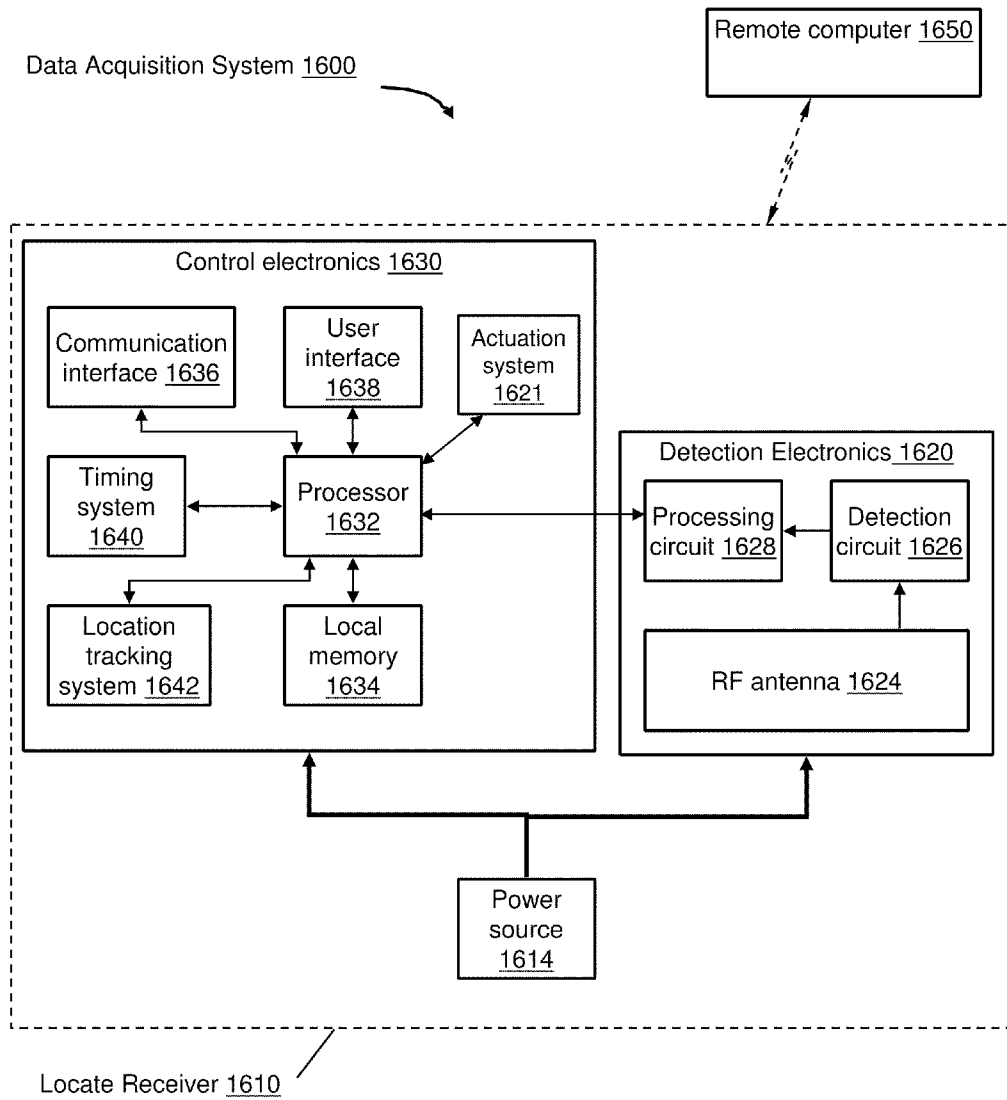 Remote computer 1650
Data Acquisition System 1600
Control electronics 1630
Communication
interface 1636
User
interface
1638
Actuation
system
1621
Timing
system
1640
Processor
1632
Location
tracking
system 1642
Local
memory
1634
Detection Electronics 1620
Processing
circuit 1628
Detection
circuit 1626
RF antenna 1624
Power
source
1614
Locate Receiver 1610